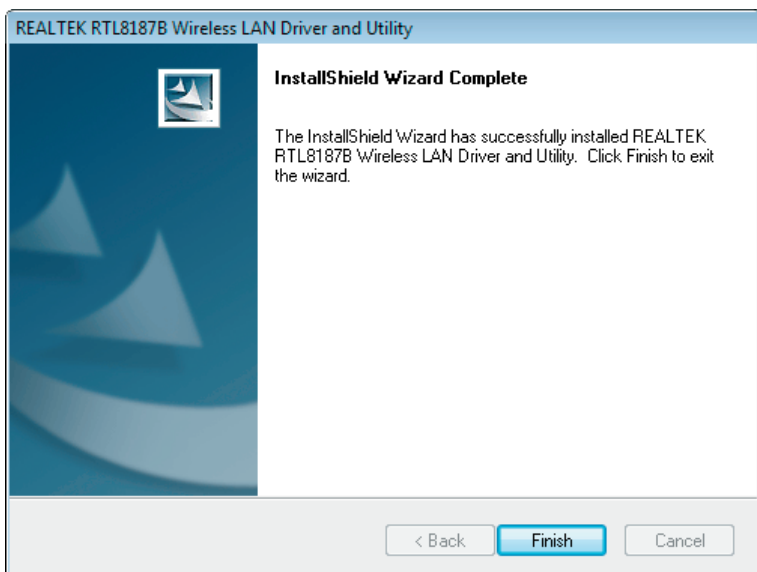 REALTEK RTL8187B Wireless LAN Driver and Utility
InstallShield Wizard Complete
The InstallShield Wizard has successfully installed REALTEK
RTL8187B Wireless LAN Driver and Utility.  Click Finish to exit
the wizard.
< Back
Finish
Cancel